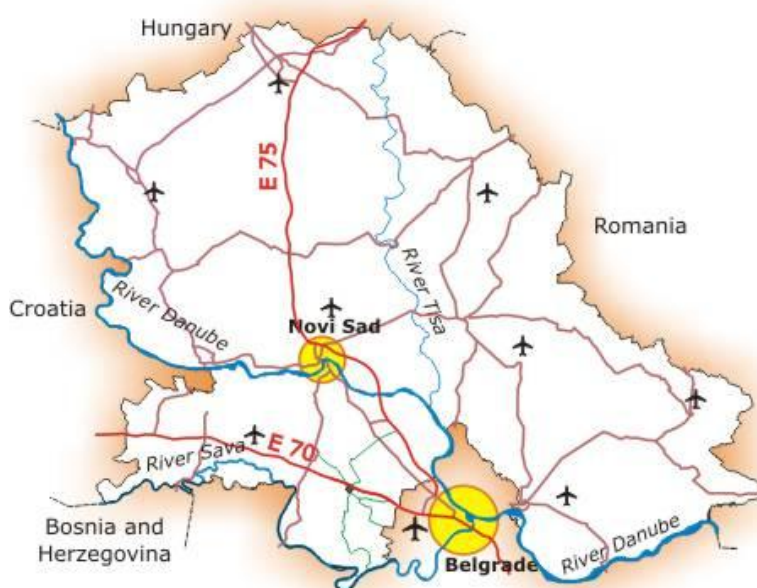 Hungary
E 75
Romania
River Tisa
Croatia
River Danube
Novi Sad
E 70
River Sava
Bosnia and
Herzegovina
Belgrade
River Danube